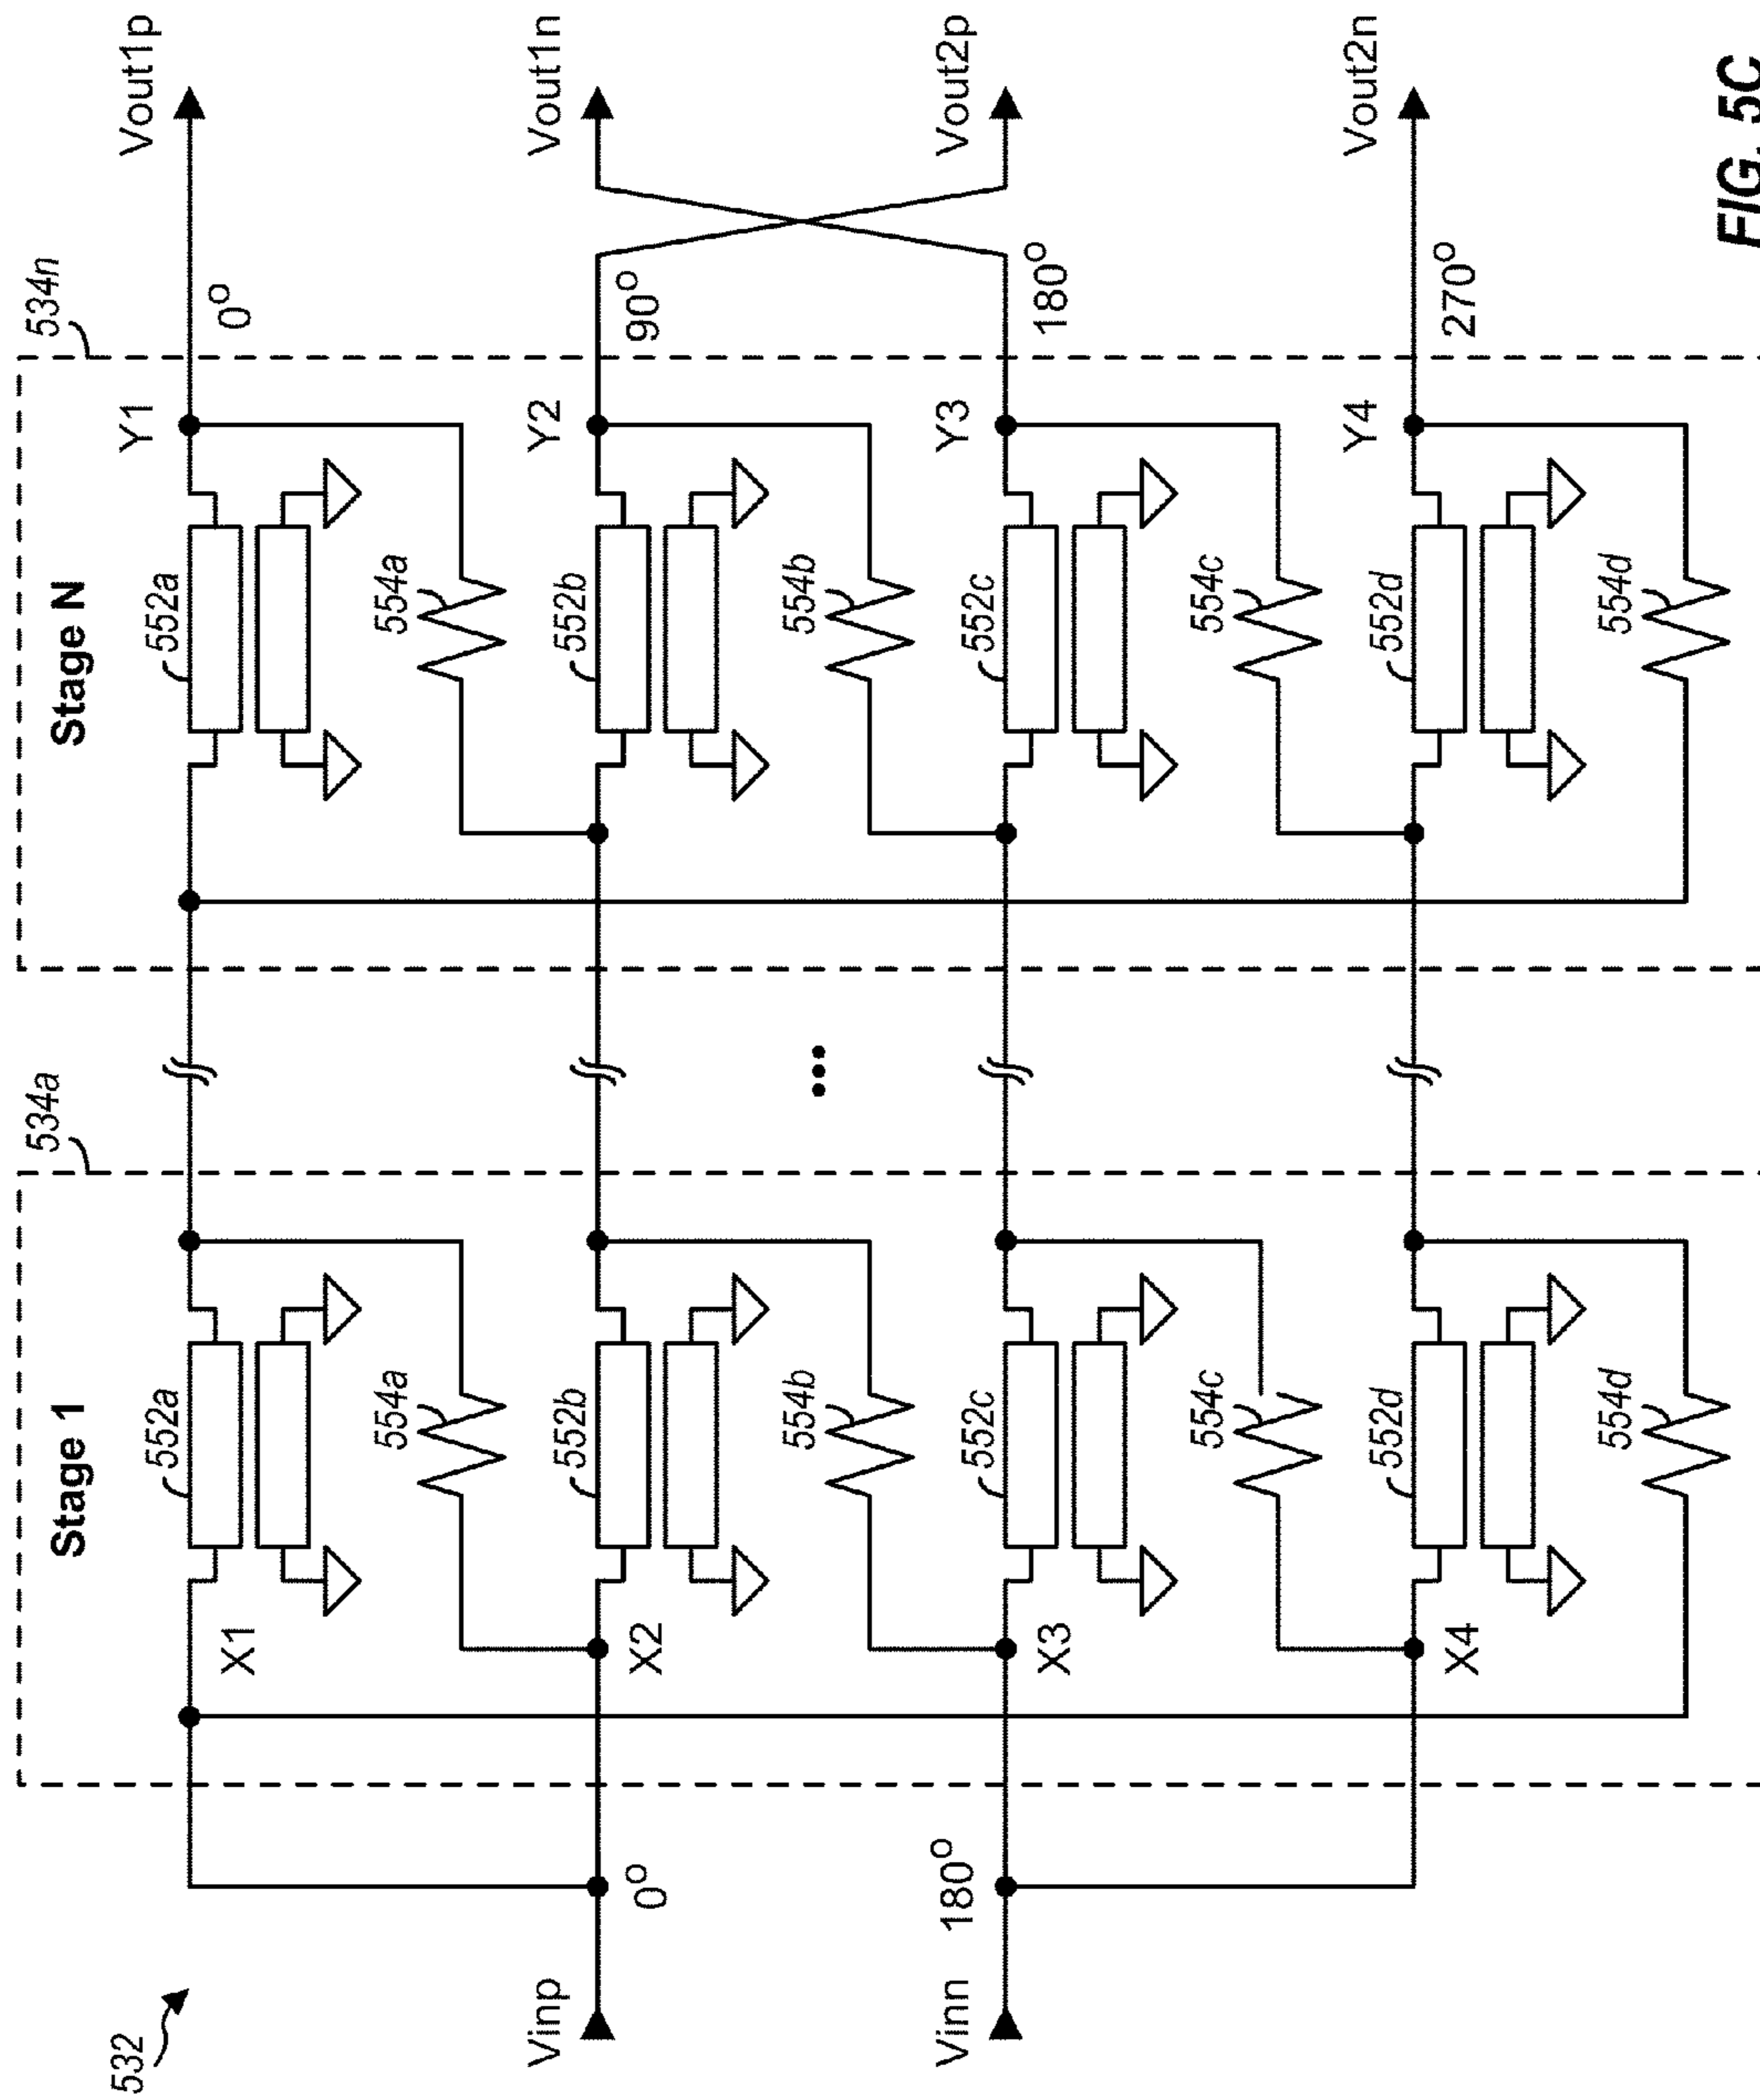 532
534a
534n
Stage 1
Stage N
Vinp
0°
Vinn
180°
X1
552a
554a
X2
552b
554b
X3
552c
554c
X4
552d
554d
•••
552a
Y1
554a
552b
Y2
554b
552c
Y3
554c
552d
Y4
554d
0°
90°
180°
270°
Vout1p
Vout1n
Vout2p
Vout2n
FIG. 5C